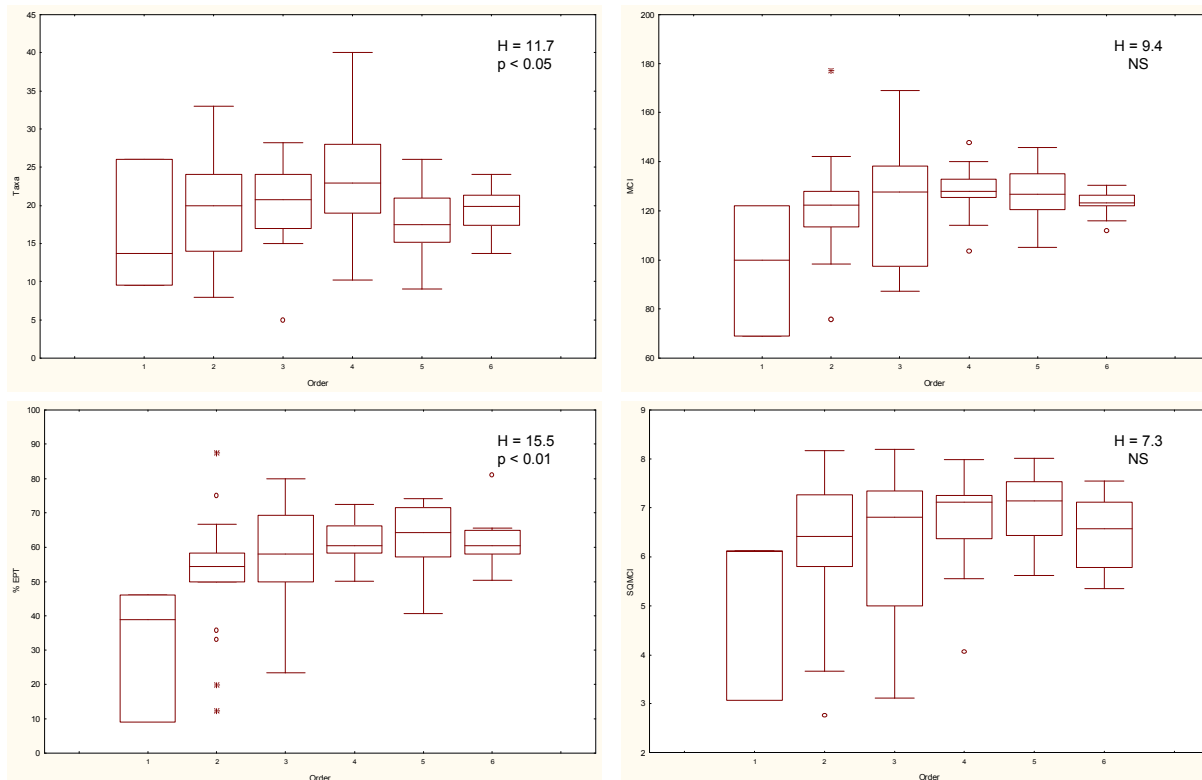 45
40
35
30
25
20
15
10
5
0
Taxa
H = 11.7
p < 0.05
1 2 3 4 5 6
Order
200
180
160
140
120
100
80
60
MCI
H = 9.4
NS
1 2 3 4 5 6
Order
100
90
80
70
60
50
40
30
20
10
0
% EPT
H = 15.5
p < 0.01
1 2 3 4 5 6
Order
9
8
7
6
5
4
3
2
SQMCI
H = 7.3
NS
1 2 3 4 5 6
Order